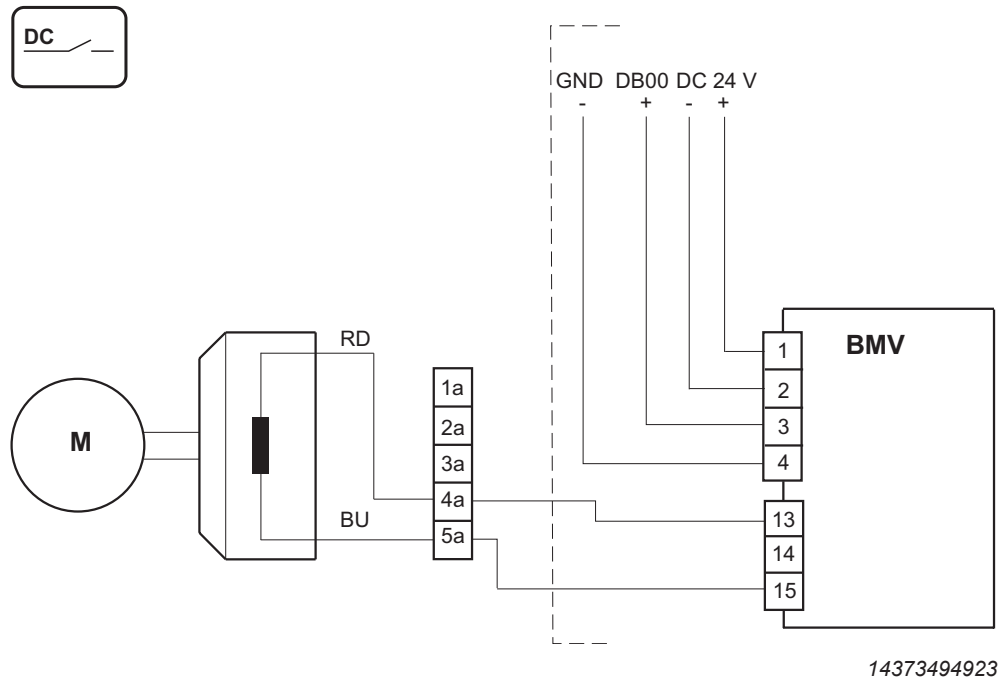 DC
GND DB00 DC 24 V
- + - +
BMV
1
2
3
4
13
14
15
RD
M
BU
1a
2a
3a
4a
5a
14373494923